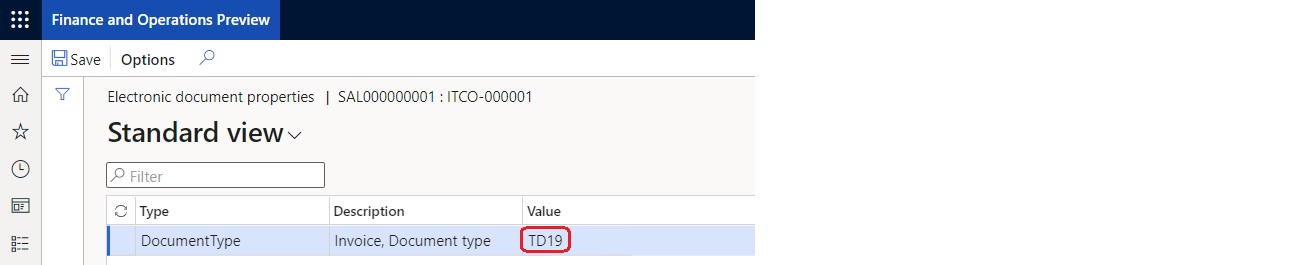 Finance and Operations Preview
Save Options
Electronic document properties | SAL000000001 : ITCO-000001
Standard view
Filter
Type Description Value
DocumentType Invoice, Document type TD19